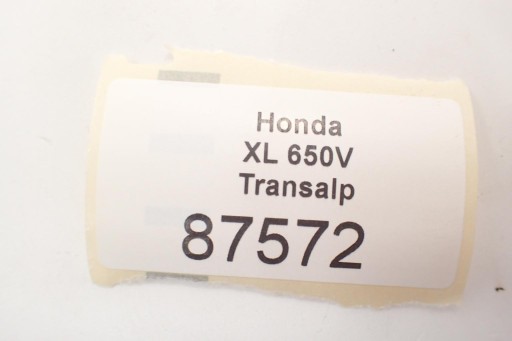 Honda
XL 650V
Transalp
87572